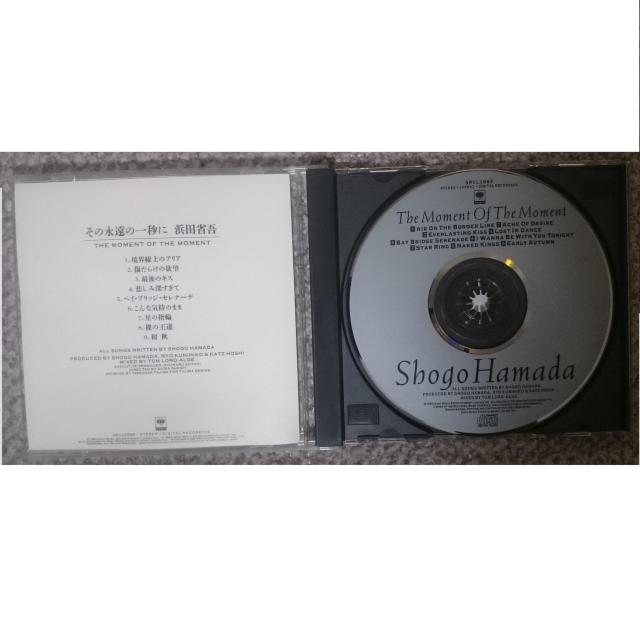 その永遠の一秒に 浜田省吾
THE MOMENT OF THE MOMENT
1. 境界線上のアリア
2. 傷だらけの欲望
3. 最後のキス
4. 悲しみ深すぎて
5. ベイ・ブリッジ・セレナーデ
6. こんな気持のまま
7. 星の指輪
8. 裸の王達
9. 初秋
ALL SONGS WRITTEN BY SHOGO HAMADA
PRODUCED BY SHOGO HAMADA, RYO KUNIHIKO & KATZ HOSHI
MIXED BY TOM LORD-ALGE
STEREO • DIGITAL RECORDING
The Moment Of The Moment
1 AIR ON THE BORDER LINE 2 ACHE OF DESIRE
3 EVERLASTING KISS 4 LOST IN DANCE
5 BAY BRIDGE SERENADE 6 I WANNA BE WITH YOU TONIGHT
7 STAR RING 8 NAKED KINGS 9 EARLY AUTUMN
Shogo Hamada
ALL SONGS WRITTEN BY SHOGO HAMADA
PRODUCED BY SHOGO HAMADA, RYO KUNIHIKO & KATZ HOSHI
MIXED BY TOM LORD-ALGE